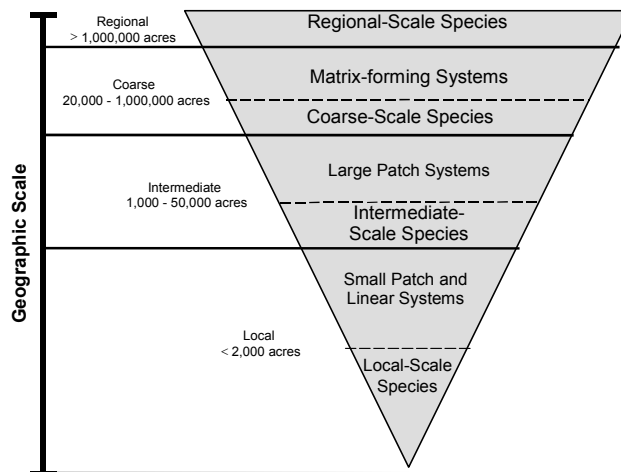 Regional
> 1,000,000 acres
Regional-Scale Species
Coarse
20,000 - 1,000,000 acres
Matrix-forming Systems
Coarse-Scale Species
Intermediate
1,000 - 50,000 acres
Large Patch Systems
Intermediate-
Scale Species
Local
< 2,000 acres
Small Patch and
Linear Systems
Local-Scale
Species
Geographic Scale